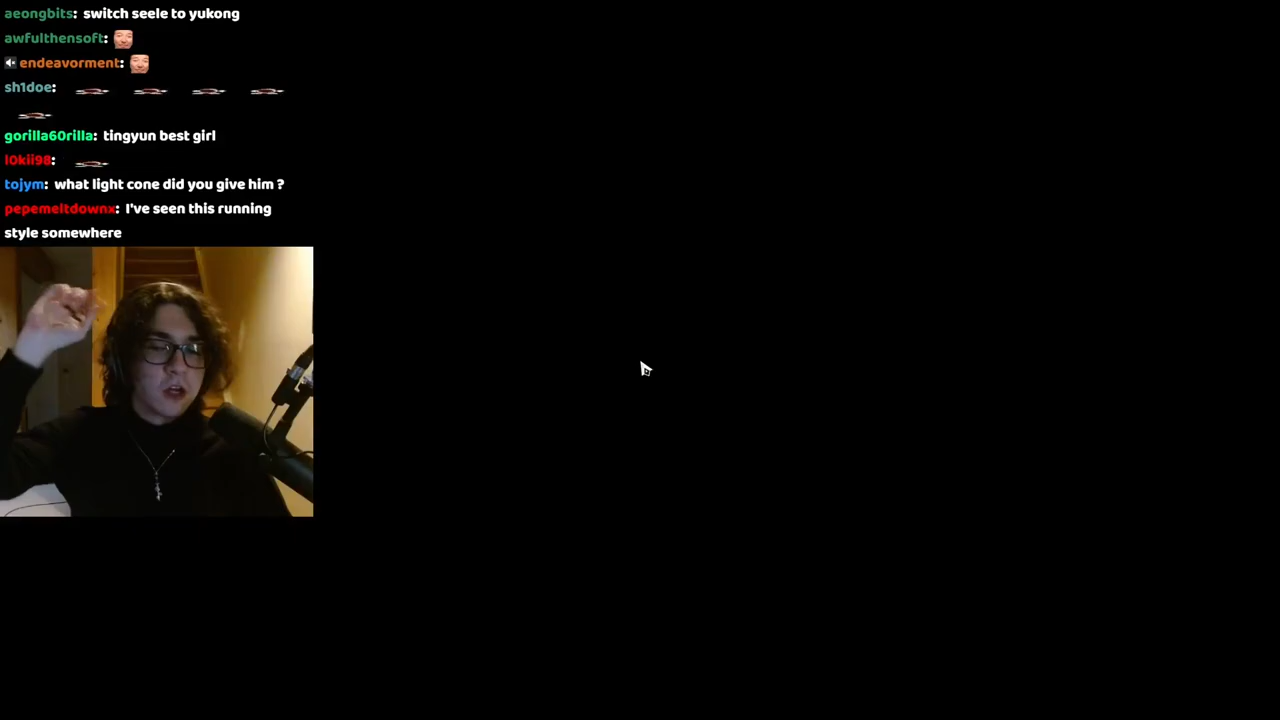 aeongbits: switch seele to yukong
awfulthensoft:
endeavorment:
sh1doe:
gorilla60rilla: tingyun best girl
l0kii98:
tojym: what light cone did you give him ?
pepemeltdownx: I've seen this running
style somewhere